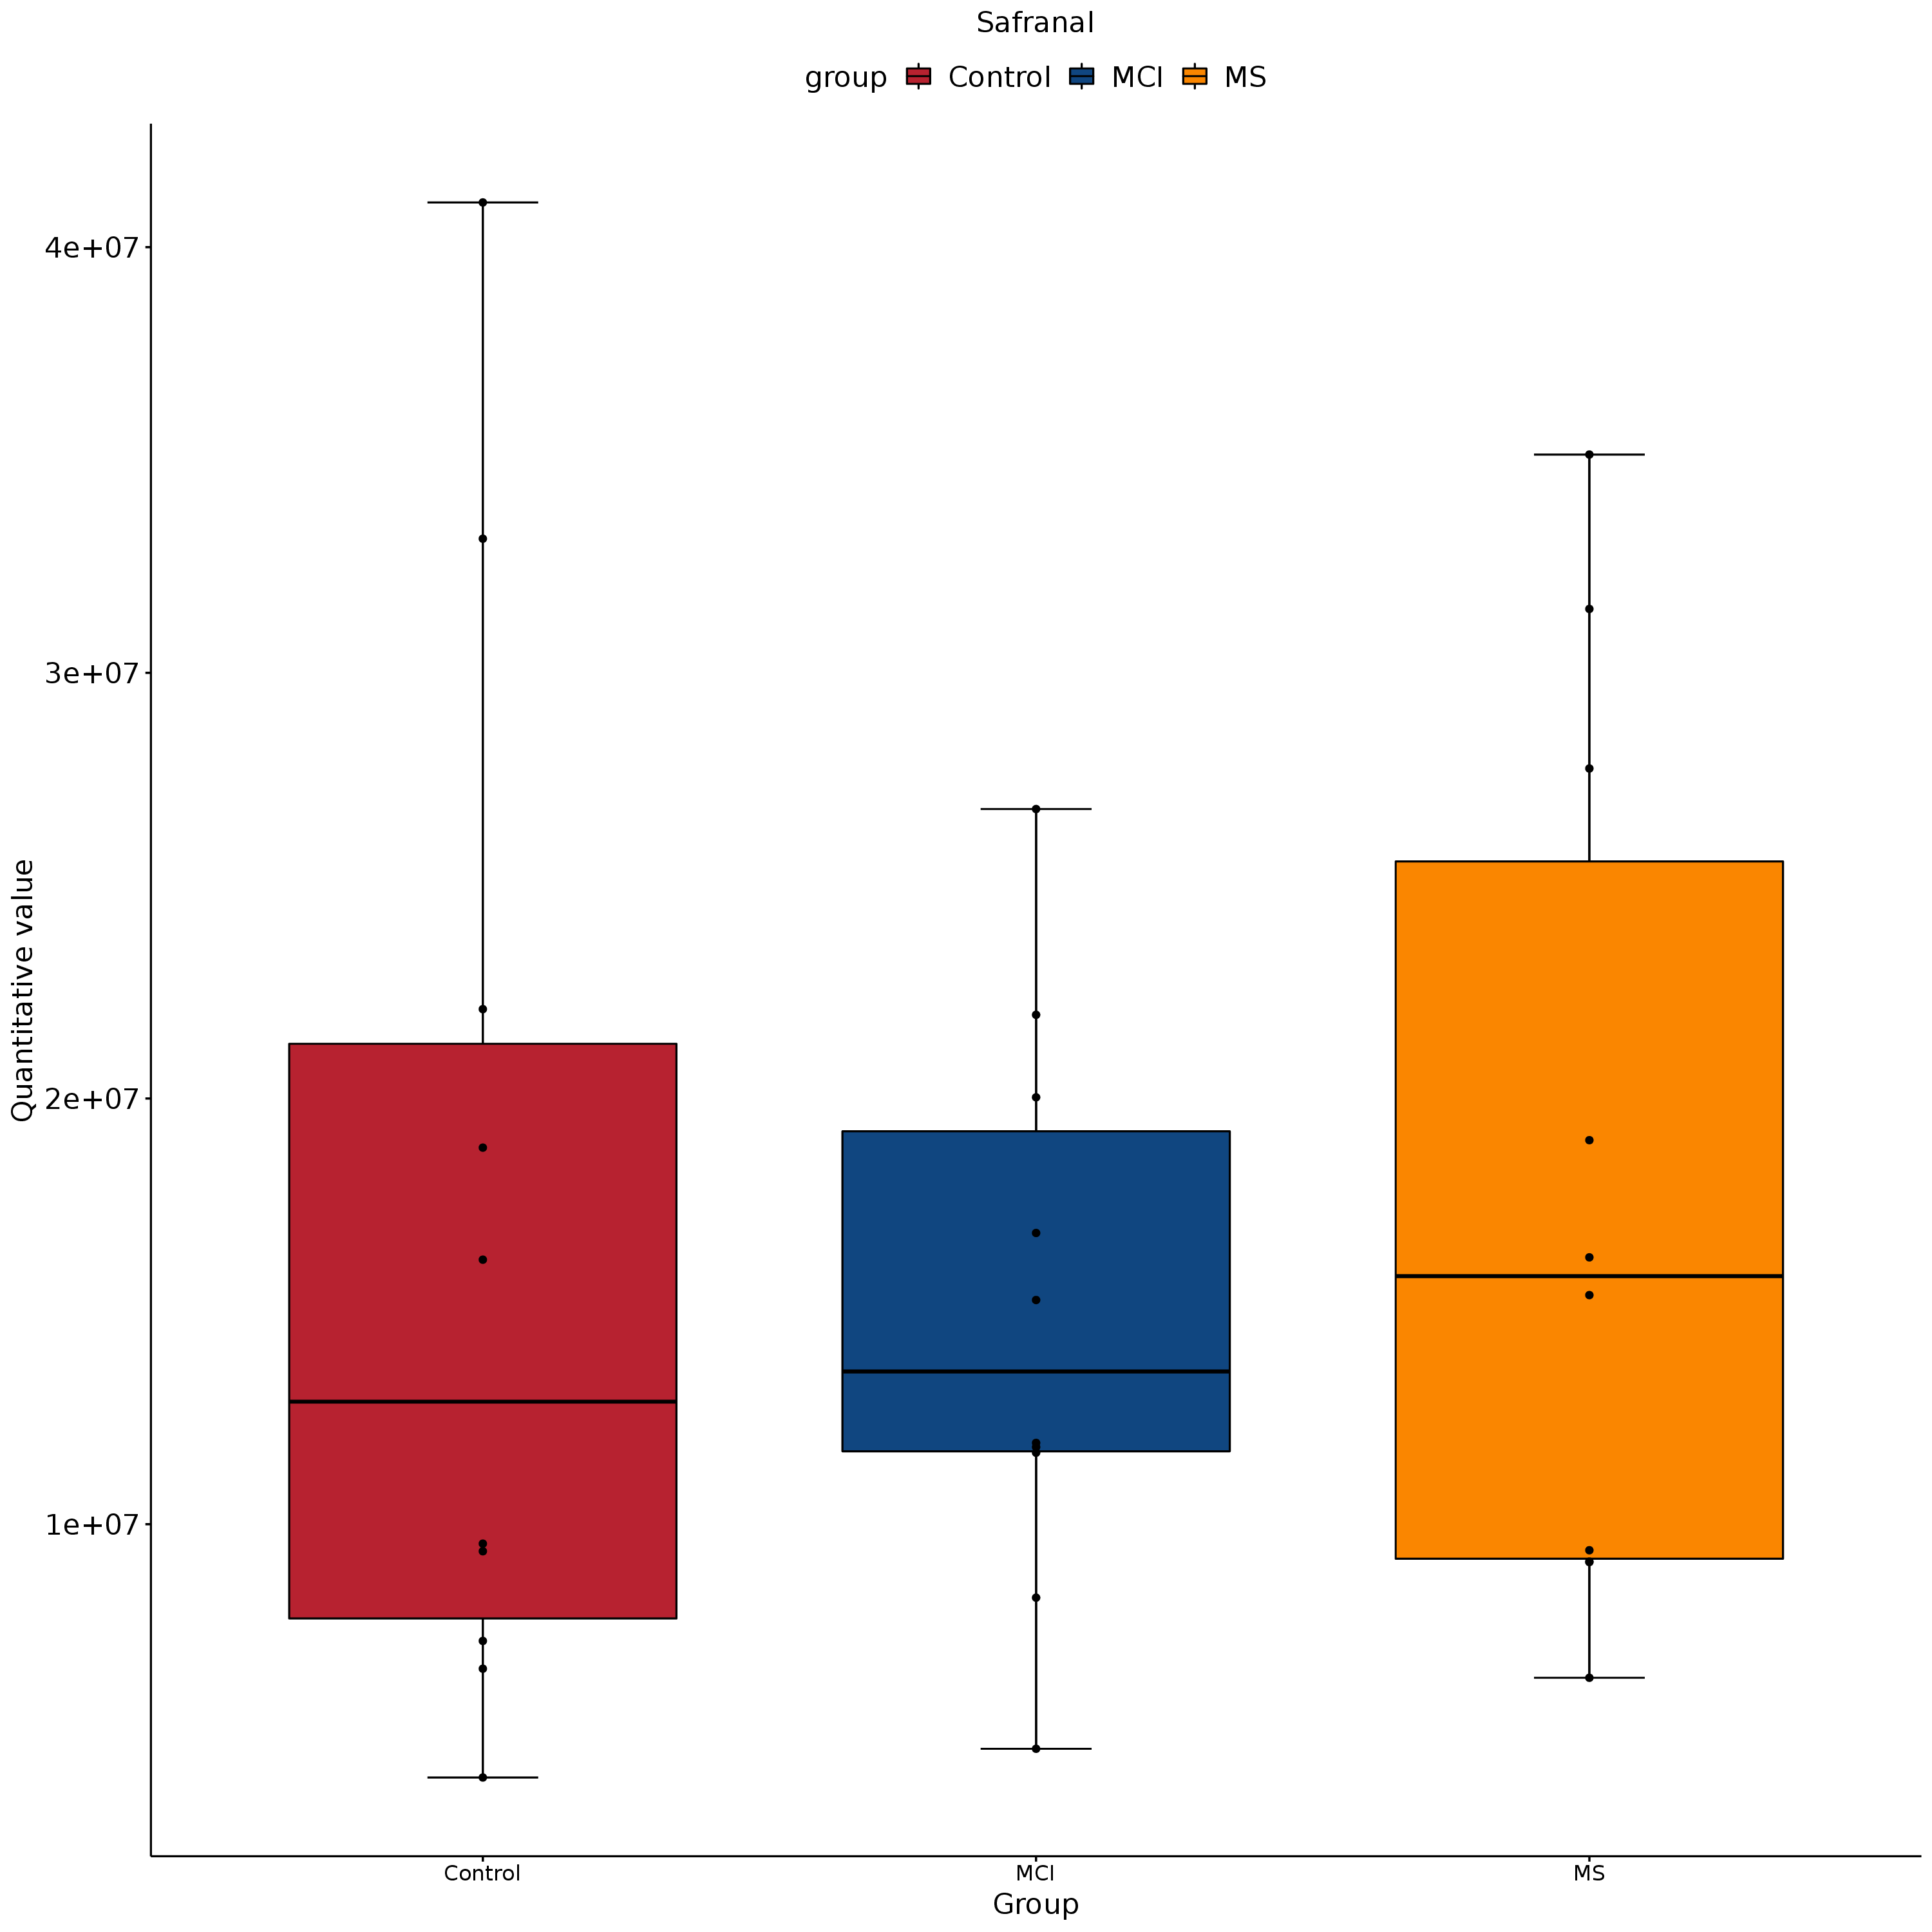 Safranal
group Control MCI MS
Quantitative value
4e+07
3e+07
2e+07
1e+07
Control MCI MS
Group